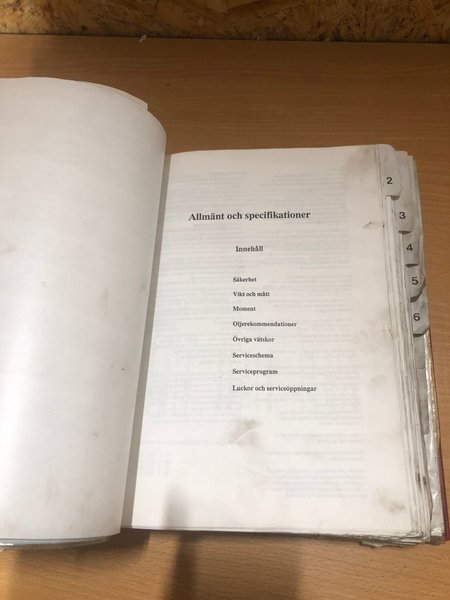 Allmänt och specifikationer
Innehåll
Säkerhet
Vikt och mått
Moment
Oljerekommendationer
Övriga vätskor
Serviceschema
Serviceprogram
Luckor och serviceöppningar
2
3
4
5
6